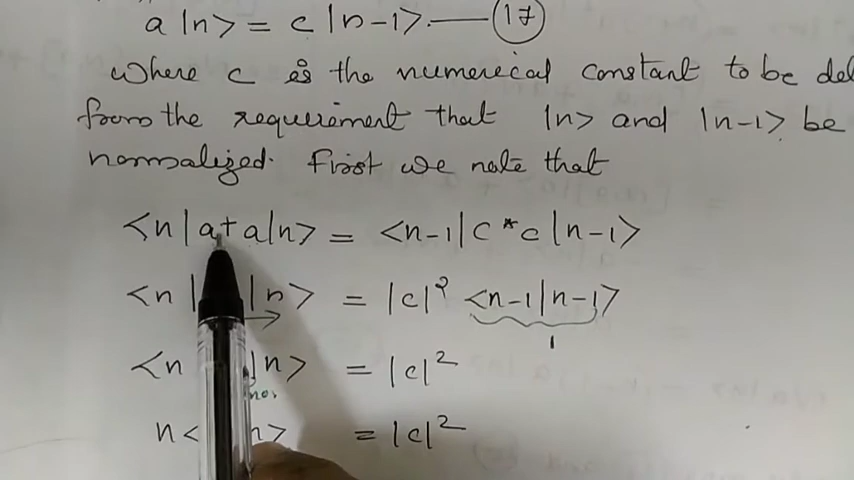 a |n> = c |n-1> —— (17)
where c is the numerical constant to be
from the requirement that |n> and |n-1> be
normalized. First we note that
<n|a+ a|n> = <n-1|c*c|n-1>
<n | |n> = |c|² <n-1|n-1>
1
<n |n> = |c|²
no.
n< n> = |c|²